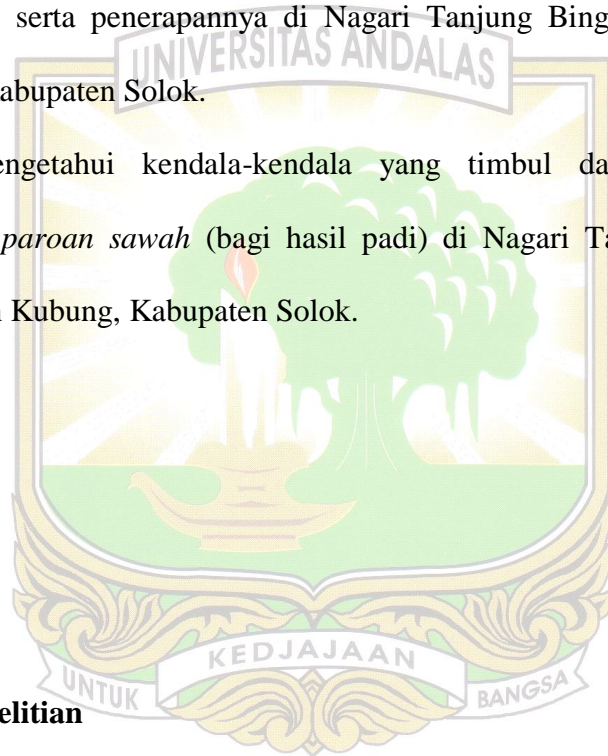 serta penerapannya di Nagari Tanjung Bing
UNIVERSITAS ANDALAS
abupaten Solok.
engetahui kendala-kendala yang timbul da
paroan sawah (bagi hasil padi) di Nagari Ta
Kubung, Kabupaten Solok.
KEDJAJAAN
UNTUK BANGSA
elitian